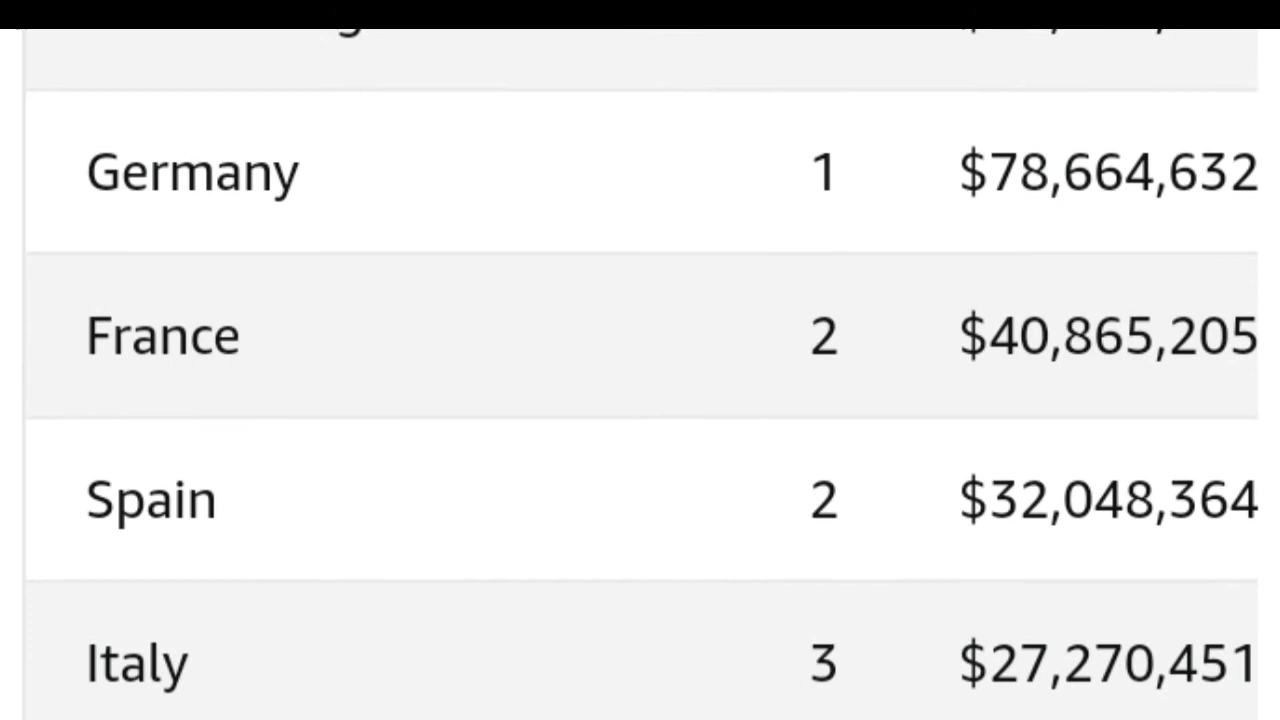 Germany 1 $78,664,632
France 2 $40,865,205
Spain 2 $32,048,364
Italy 3 $27,270,451